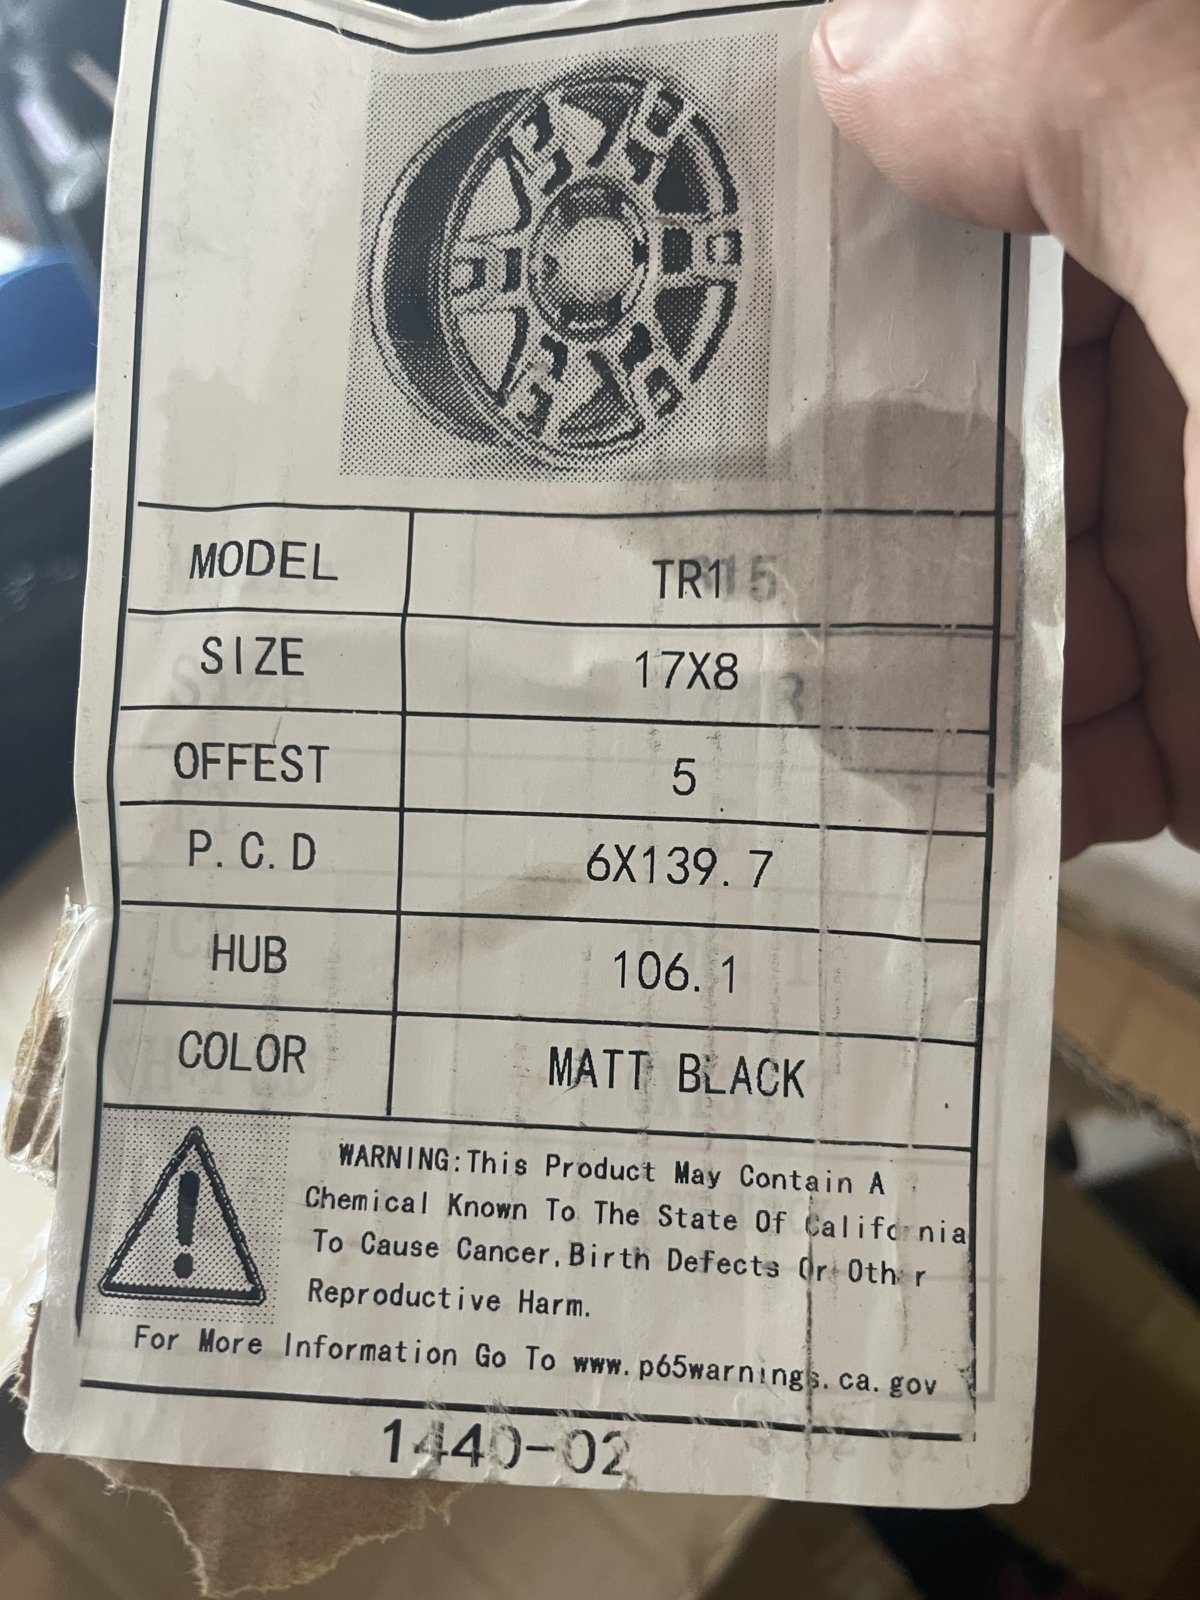 MODEL TR1
SIZE 17X8
OFFEST 5
P.C.D 6X139.7
HUB 106.1
COLOR MATT BLACK
WARNING:This Product May Contain A
Chemical Known To The State Of California
To Cause Cancer,Birth Defects Or Other
Reproductive Harm.
For More Information Go To www.p65warnings.ca.gov
1440-02